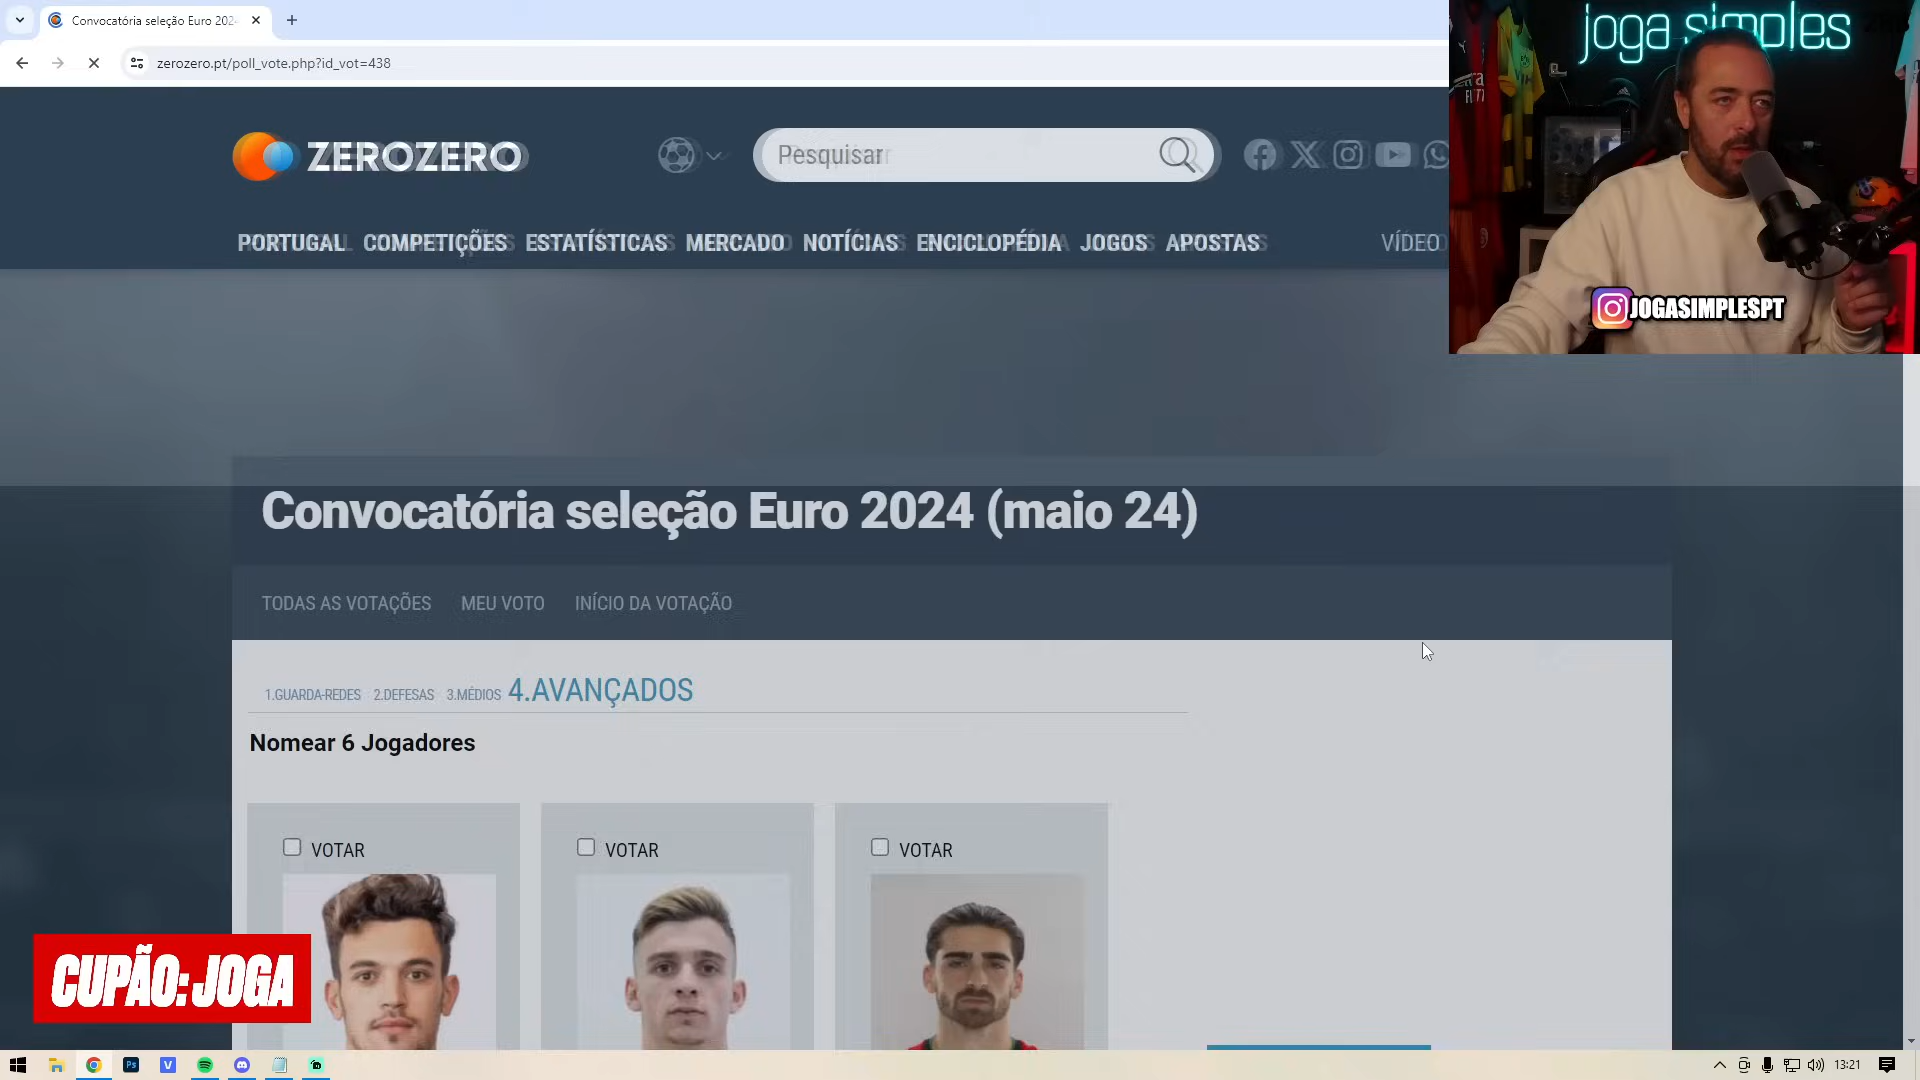 Convocatória seleção Euro 202
zerozero.pt/poll_vote.php?id_vot=438
joga simples
ZEROZERO
Pesquisar
PORTUGAL COMPETIÇÕES ESTATÍSTICAS MERCADO NOTÍCIAS ENCICLOPÉDIA JOGOS APOSTAS VÍDEO
JOGASIMPLESPT
Convocatória seleção Euro 2024 (maio 24)
TODAS AS VOTAÇÕES MEU VOTO INÍCIO DA VOTAÇÃO
1.GUARDA-REDES 2.DEFESAS 3.MÉDIOS 4.AVANÇADOS
Nomear 6 Jogadores
VOTAR VOTAR VOTAR
CUPÃO: JOGA
Ps
V
13:21